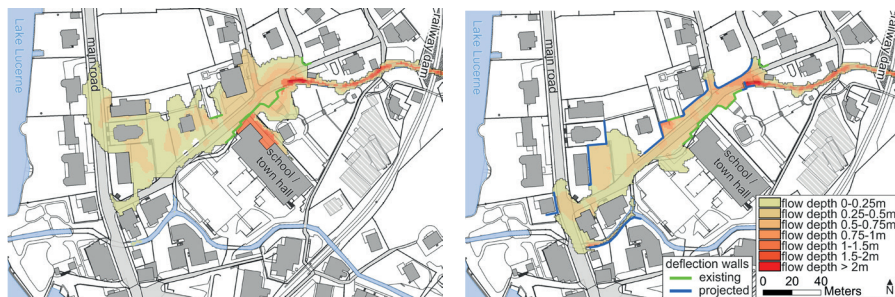 Lake Lucerne
main road
railway dam
school /
town hall
Lake Lucerne
main road
railway dam
school /
town hall
deflection walls
existing
projected
flow depth 0-0.25m
flow depth 0.25-0.5m
flow depth 0.5-0.75m
flow depth 0.75-1m
flow depth 1-1.5m
flow depth 1.5-2m
flow depth > 2m
0 20 40
Meters